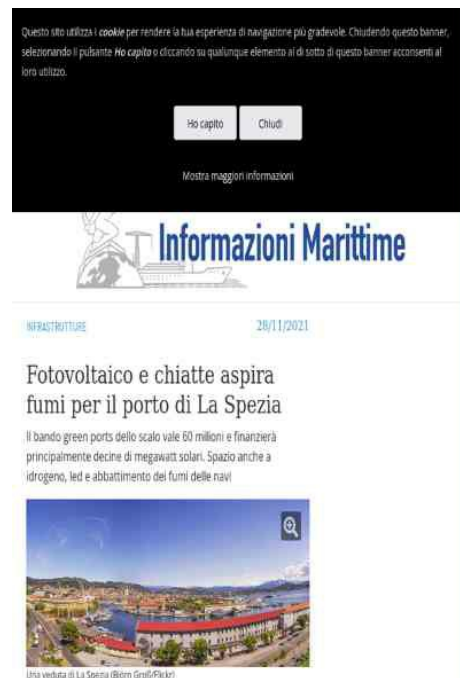 Questo sito utilizza i cookie per rendere la tua esperienza di navigazione più gradevole. Chiudendo questo banner,
selezionando il pulsante Ho capito o cliccando su qualunque elemento al di sotto di questo banner acconsenti al
loro utilizzo.
Ho capito
Chiudi
Mostra maggiori informazioni
Informazioni Marittime
INFRASTRUTTURE
28/11/2021
Fotovoltaico e chiatte aspira
fumi per il porto di La Spezia
Il bando green ports dello scalo vale 60 milioni e finanzierà
principalmente decine di megawatt solari. Spazio anche a
idrogeno, led e abbattimento dei fumi delle navi
Una veduta di La Spezia (Björn Groß/Flickr)